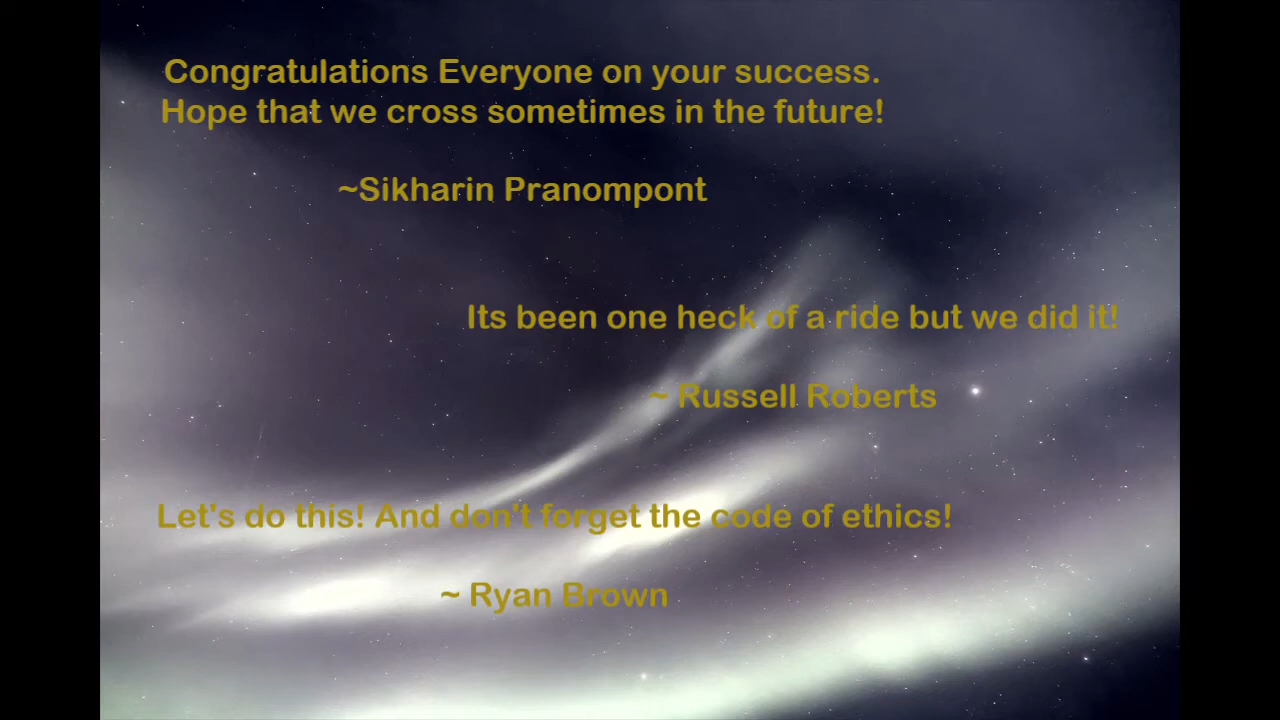 Congratulations Everyone on your success.
Hope that we cross sometimes in the future!
~Sikharin Pranompont
Its been one heck of a ride but we did it!
~ Russell Roberts
Let's do this! And don't forget the code of ethics!
~ Ryan Brown